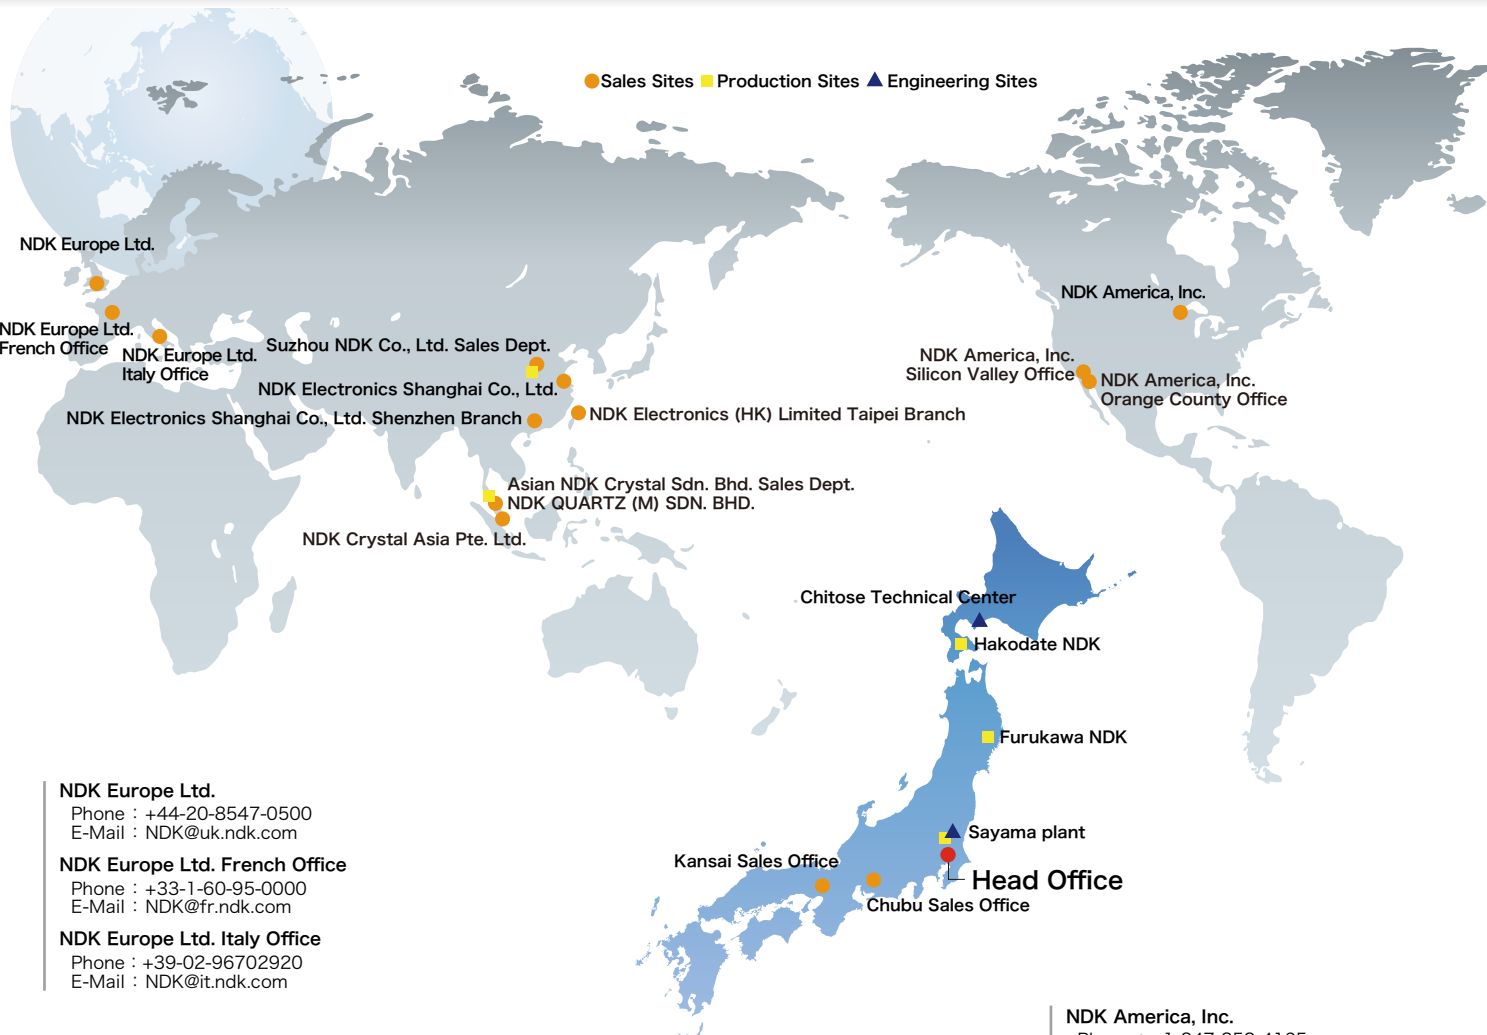 Sales Sites Production Sites Engineering Sites
NDK Europe Ltd.
NDK Europe Ltd.
French Office
NDK Europe Ltd.
Italy Office
Suzhou NDK Co., Ltd. Sales Dept.
NDK Electronics Shanghai Co., Ltd.
NDK Electronics Shanghai Co., Ltd. Shenzhen Branch
NDK Electronics (HK) Limited Taipei Branch
Asian NDK Crystal Sdn. Bhd. Sales Dept.
NDK QUARTZ (M) SDN. BHD.
NDK Crystal Asia Pte. Ltd.
NDK America, Inc.
NDK America, Inc.
Silicon Valley Office
NDK America, Inc.
Orange County Office
Chitose Technical Center
Hakodate NDK
Furukawa NDK
Sayama plant
Kansai Sales Office
Head Office
Chubu Sales Office
NDK Europe Ltd.
Phone : +44-20-8547-0500
E-Mail : NDK@uk.ndk.com
NDK Europe Ltd. French Office
Phone : +33-1-60-95-0000
E-Mail : NDK@fr.ndk.com
NDK Europe Ltd. Italy Office
Phone : +39-02-96702920
E-Mail : NDK@it.ndk.com
NDK America, Inc.